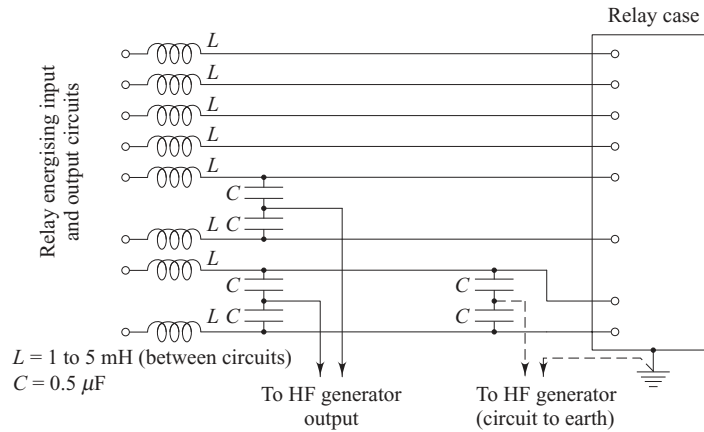 Relay case
L
L
L
L
L
C
C
L
L
C
C
L
C
C
Relay energising input
and output circuits
L = 1 to 5 mH (between circuits)
C = 0.5 μF
To HF generator
output
To HF generator
(circuit to earth)